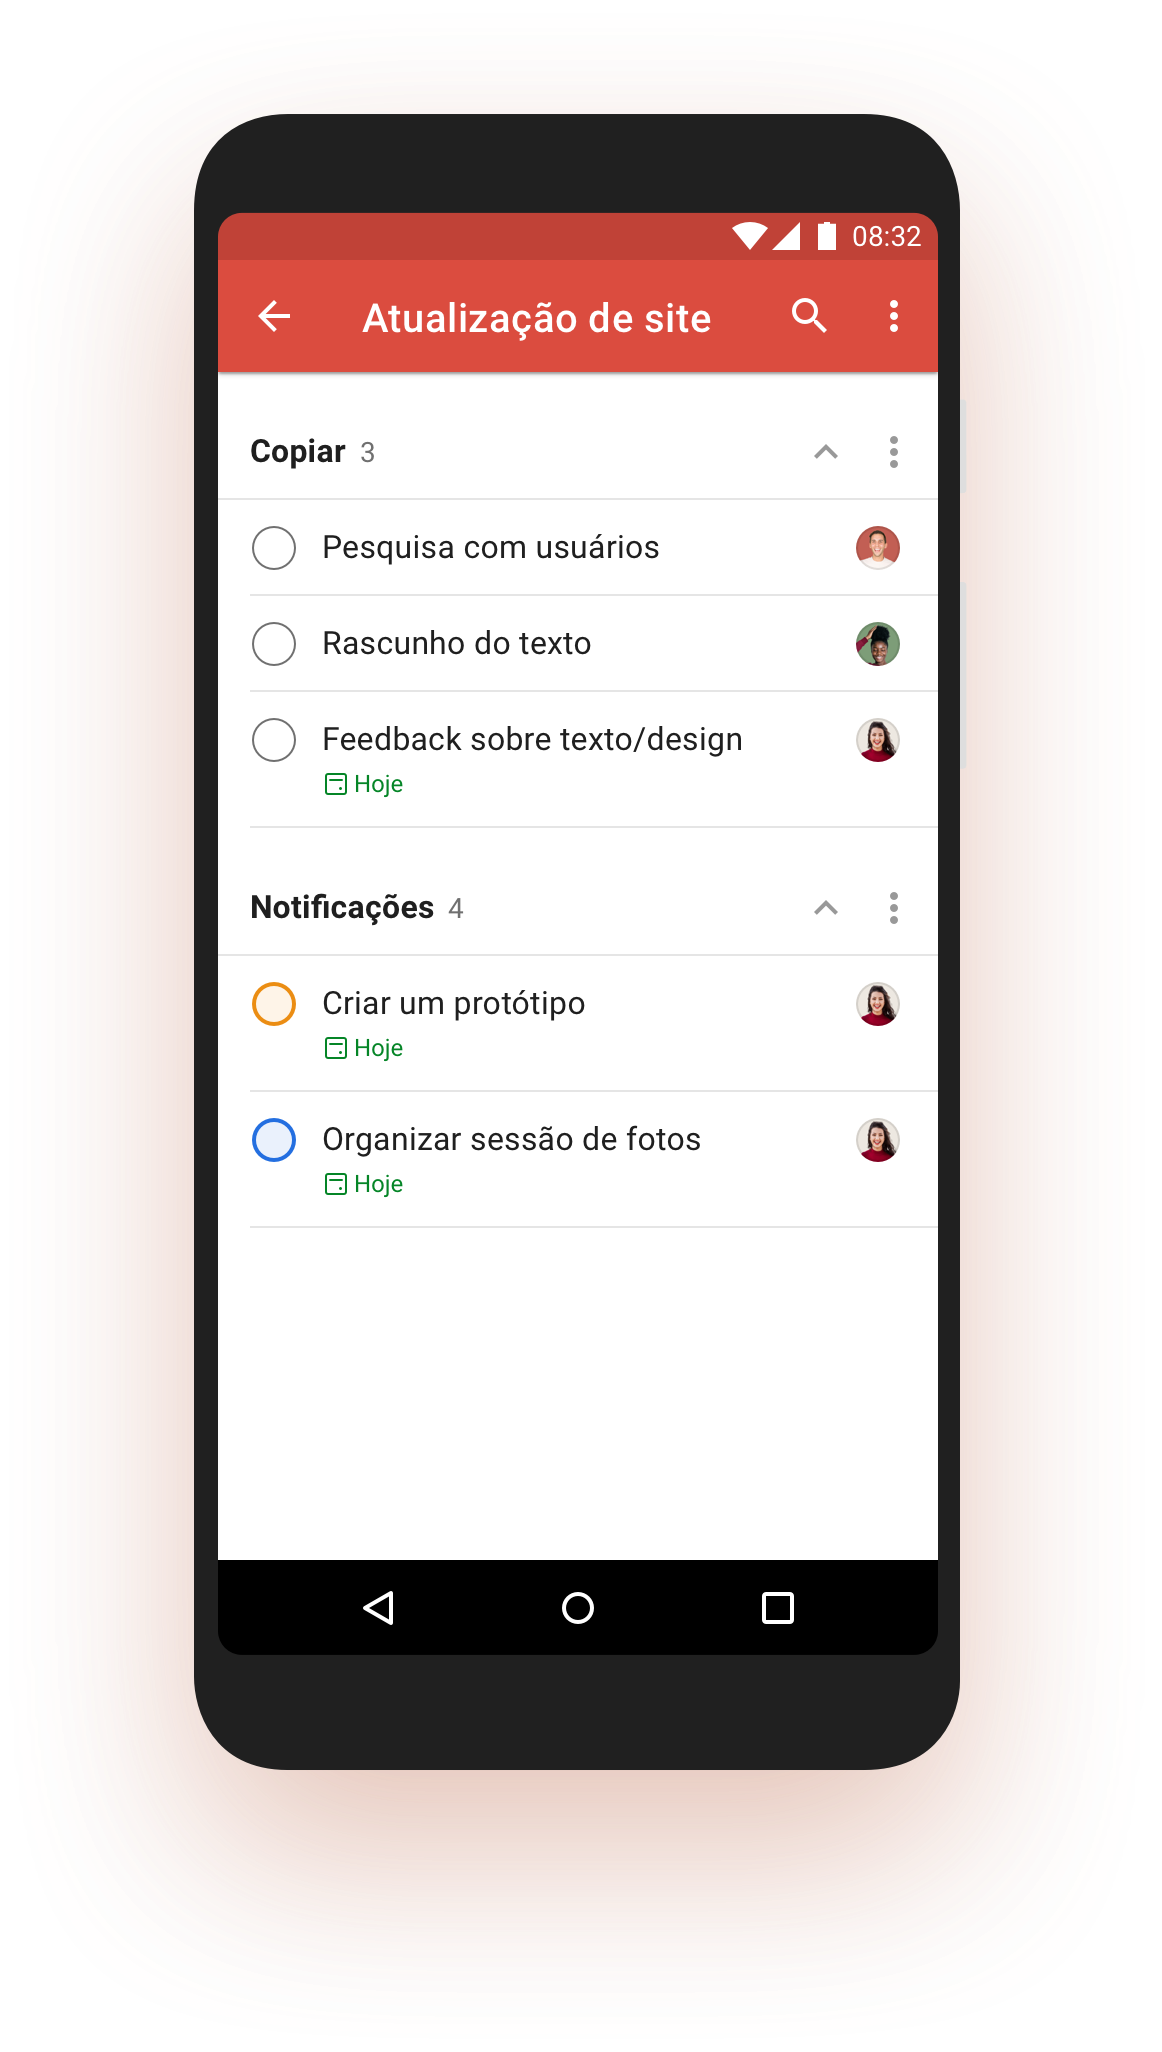 08:32
Atualização de site
Copiar 3
Pesquisa com usuários
Rascunho do texto
Feedback sobre texto/design
Hoje
Notificações 4
Criar um protótipo
Hoje
Organizar sessão de fotos
Hoje